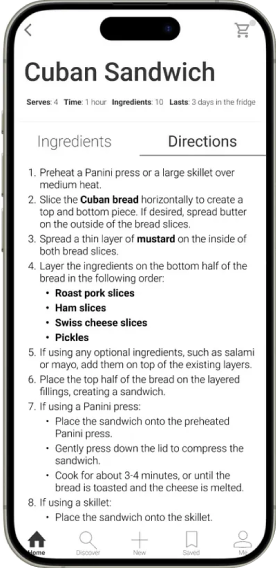 Cuban Sandwich
Serves: 4 Time: 1 hour Ingredients: 10 Lasts: 3 days in the fridge
Ingredients Directions
1. Preheat a Panini press or a large skillet over
medium heat.
2. Slice the Cuban bread horizontally to create a
top and bottom piece. If desired, spread butter
on the outside of the bread slices.
3. Spread a thin layer of mustard on the inside of
both bread slices.
4. Layer the ingredients on the bottom half of the
bread in the following order:
• Roast pork slices
• Ham slices
• Swiss cheese slices
• Pickles
5. If using any optional ingredients, such as salami
or mayo, add them on top of the existing layers.
6. Place the top half of the bread on the layered
fillings, creating a sandwich.
7. If using a Panini press:
• Place the sandwich onto the preheated
Panini press.
• Gently press down the lid to compress the
sandwich.
• Cook for about 3-4 minutes, or until the
bread is toasted and the cheese is melted.
8. If using a skillet:
• Place the sandwich onto the skillet.
Home Discover New Saved Me